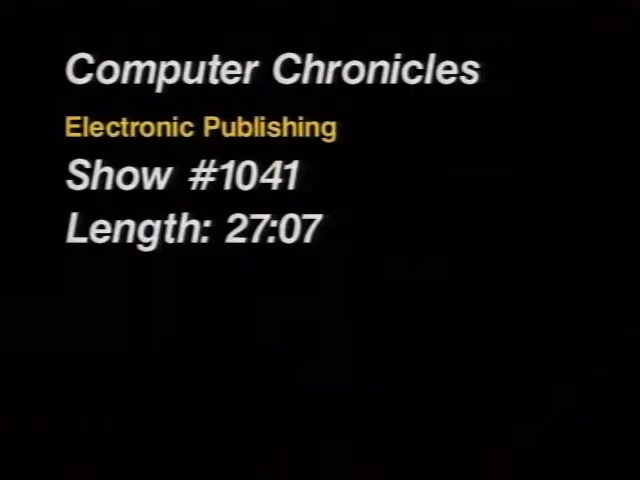 Computer Chronicles
Electronic Publishing
Show #1041
Length: 27:07